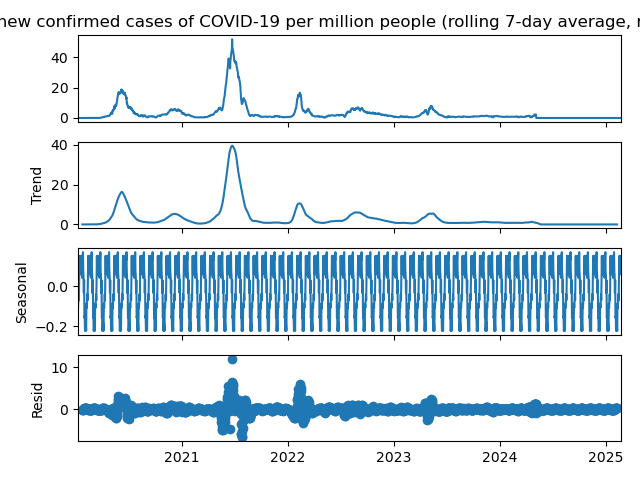 new confirmed cases of COVID-19 per million people (rolling 7-day average, r
40
20
0
Trend
40
20
0
Seasonal
0.0
−0.2
Resid
10
0
2021 2022 2023 2024 2025